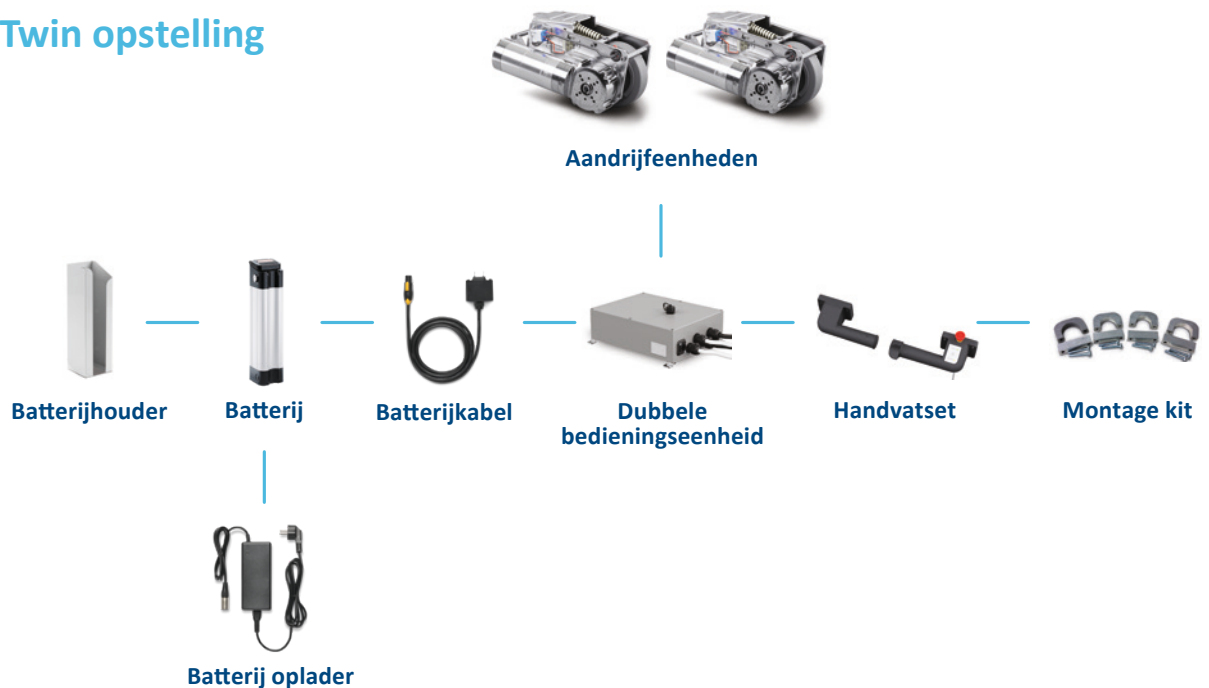 Twin opstelling
Aandrijfeenheden
Batterijhouder
Batterij
Batterijkabel
Dubbele
bedieningseenheid
Handvatset
Montage kit
Batterij oplader